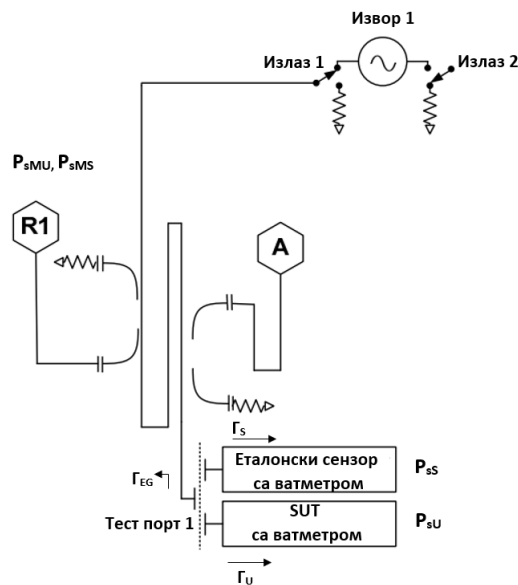 Извор 1
Излаз 1
Излаз 2
PsMU, PsMS
R1
A
ΓS
Еталонски сензор
са ватметром
PsS
ΓEG
Тест порт 1
SUT
са ватметром
PsU
ΓU